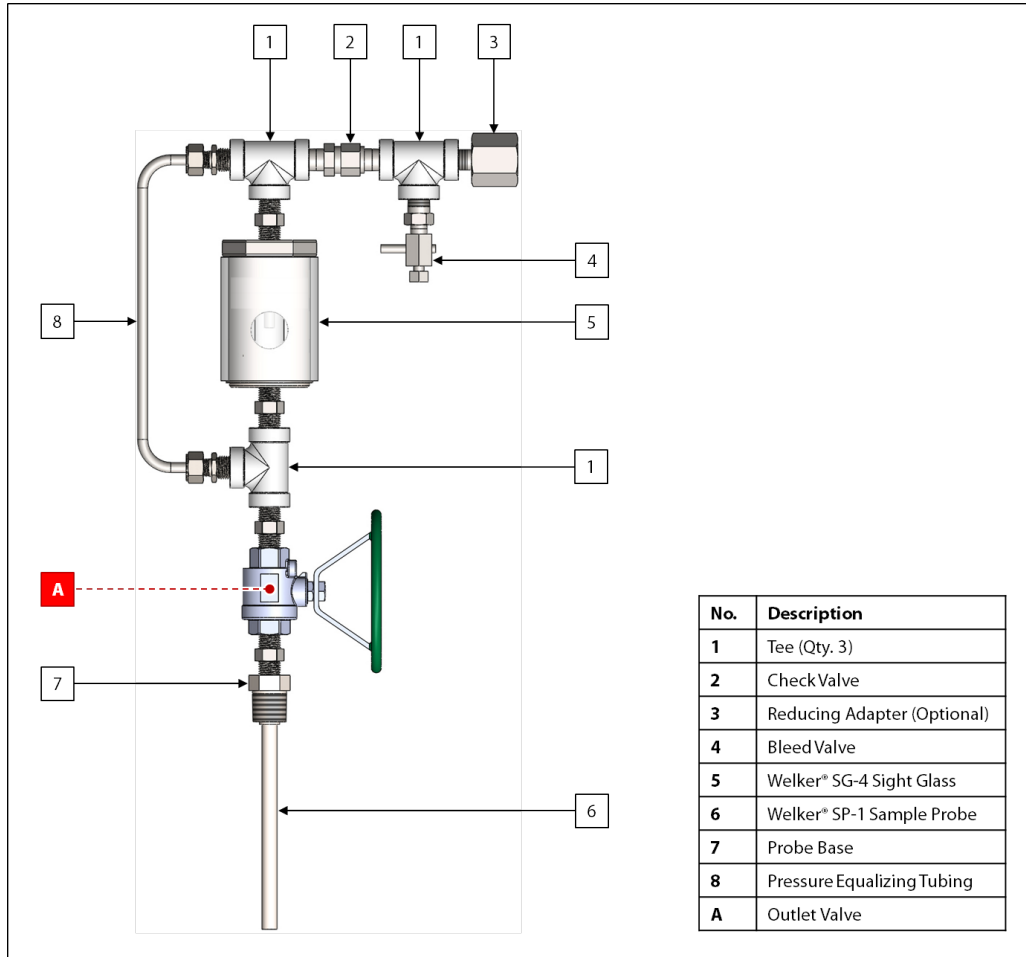 1
2
1
3
4
5
8
1
A
7
6
No. Description
1 Tee (Qty. 3)
2 Check Valve
3 Reducing Adapter (Optional)
4 Bleed Valve
5 Welker® SG-4 Sight Glass
6 Welker® SP-1 Sample Probe
7 Probe Base
8 Pressure Equalizing Tubing
A Outlet Valve